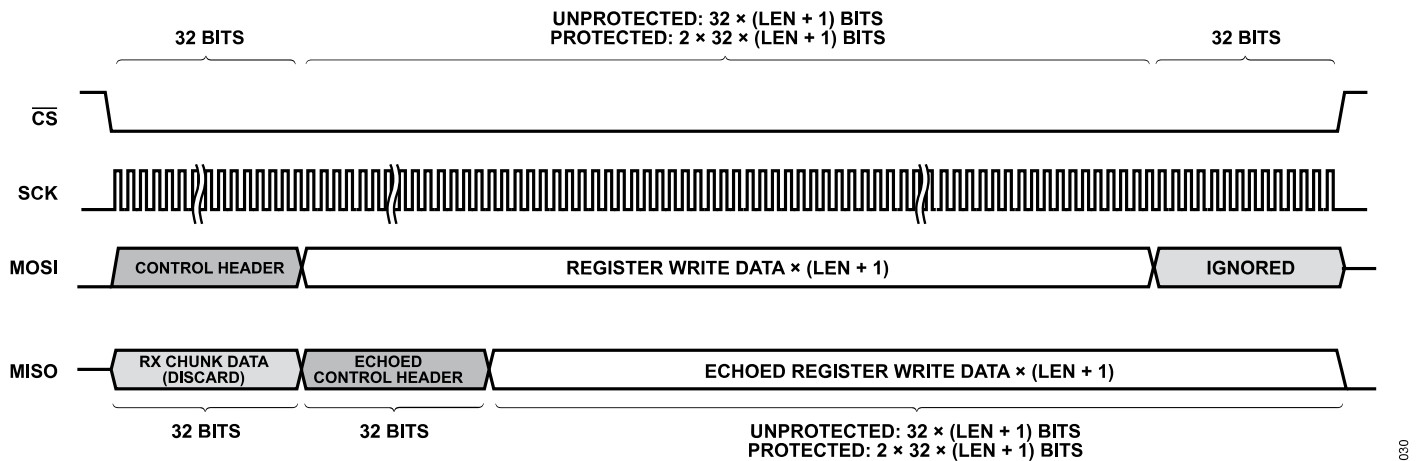 UNPROTECTED: 32 × (LEN + 1) BITS
32 BITS
PROTECTED: 2 × 32 × (LEN + 1) BITS
32 BITS
CS
SCK
MOSI
CONTROL HEADER
REGISTER WRITE DATA × (LEN + 1)
IGNORED
MISO
RX CHUNK DATA
(DISCARD)
ECHOED
CONTROL HEADER
ECHOED REGISTER WRITE DATA × (LEN + 1)
32 BITS
32 BITS
UNPROTECTED: 32 × (LEN + 1) BITS
PROTECTED: 2 × 32 × (LEN + 1) BITS
030